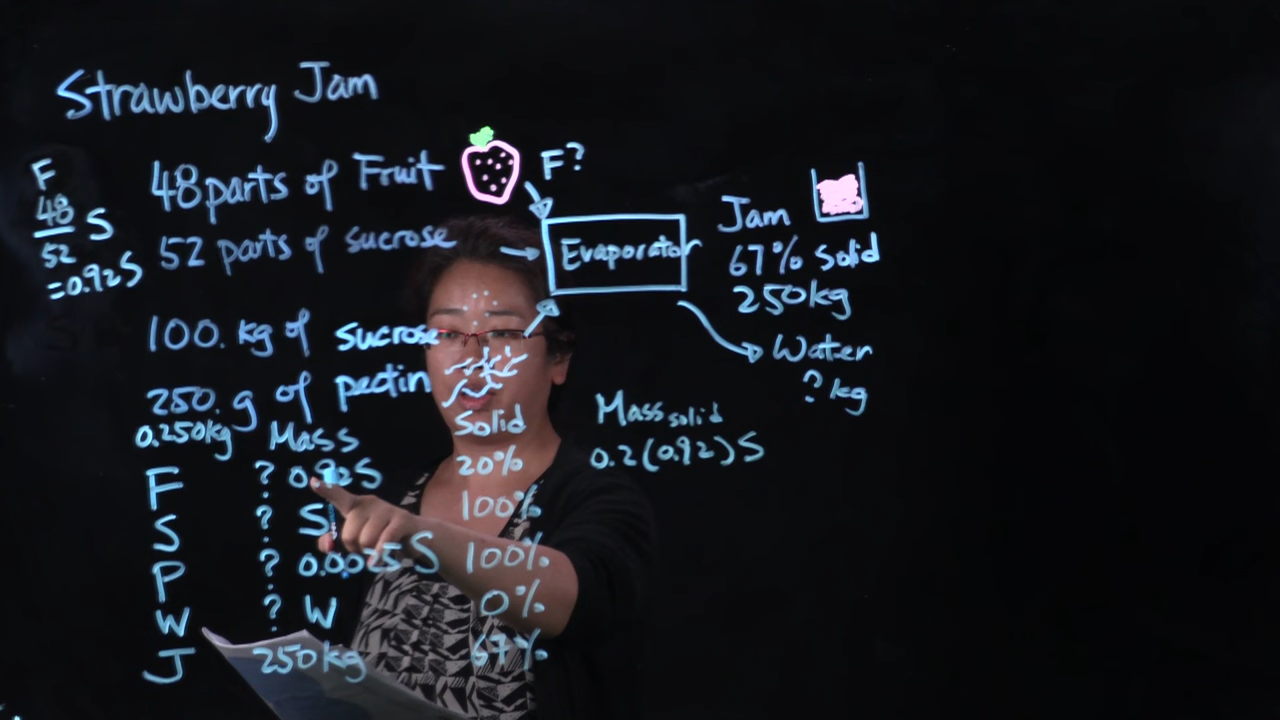 Strawberry Jam
48 parts of Fruit
F?
F
48
52
S
=0.92S
52 parts of sucrose
Evaporator
Jam
67% Solid
250kg
Water
? kg
100. kg of sucrose
250. g of pectin
0.250kg
Mass
Solid
Mass solid
F ? 0.92S 20% 0.2(0.92)S
S ? S 100%
P ? 0.0025 S 100%
W ? W 0%
J 250kg 67%